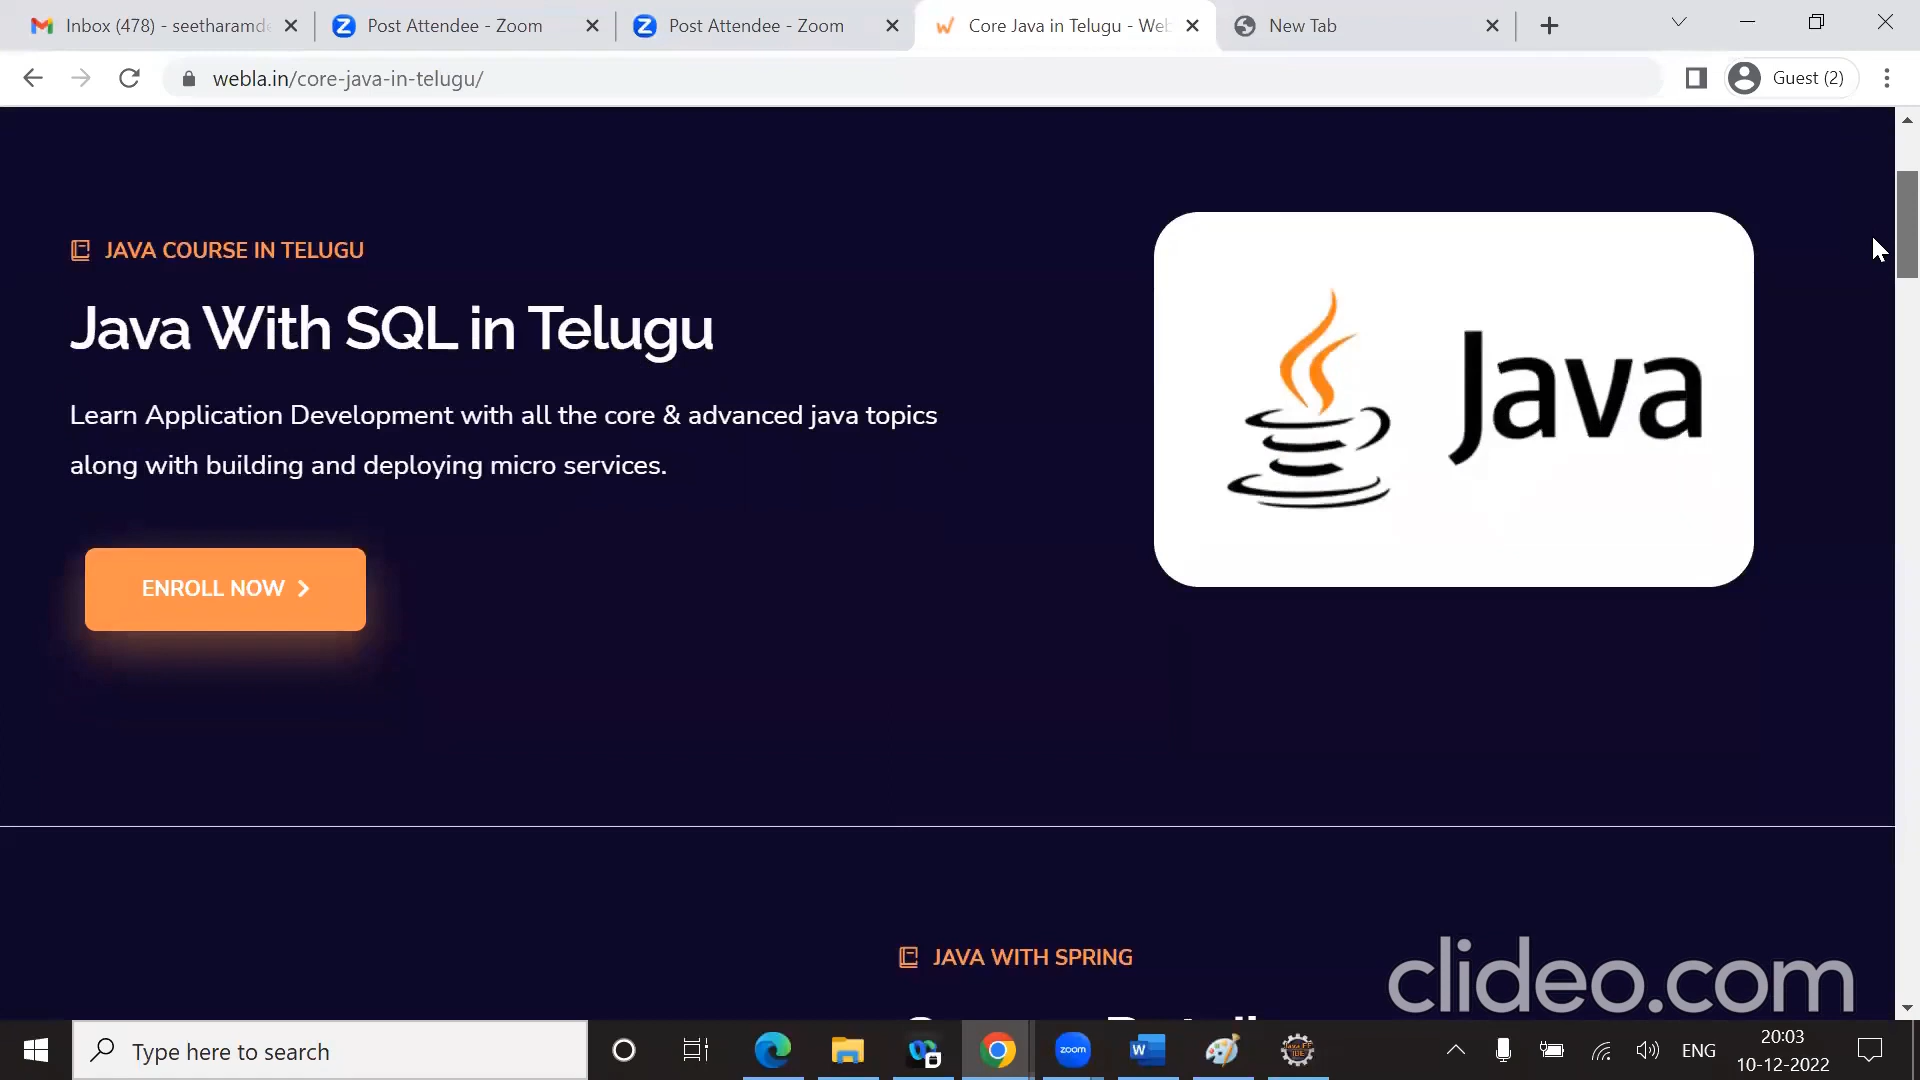 Inbox (478) - seetharamde
Post Attendee - Zoom
Post Attendee - Zoom
Core Java in Telugu - Web
New Tab
webla.in/core-java-in-telugu/
Guest (2)
JAVA COURSE IN TELUGU
Java With SQL in Telugu
Learn Application Development with all the core & advanced java topics
along with building and deploying micro services.
ENROLL NOW
Java
JAVA WITH SPRING
clideo.com
Type here to search
zoom
W
ENG
20:03
10-12-2022